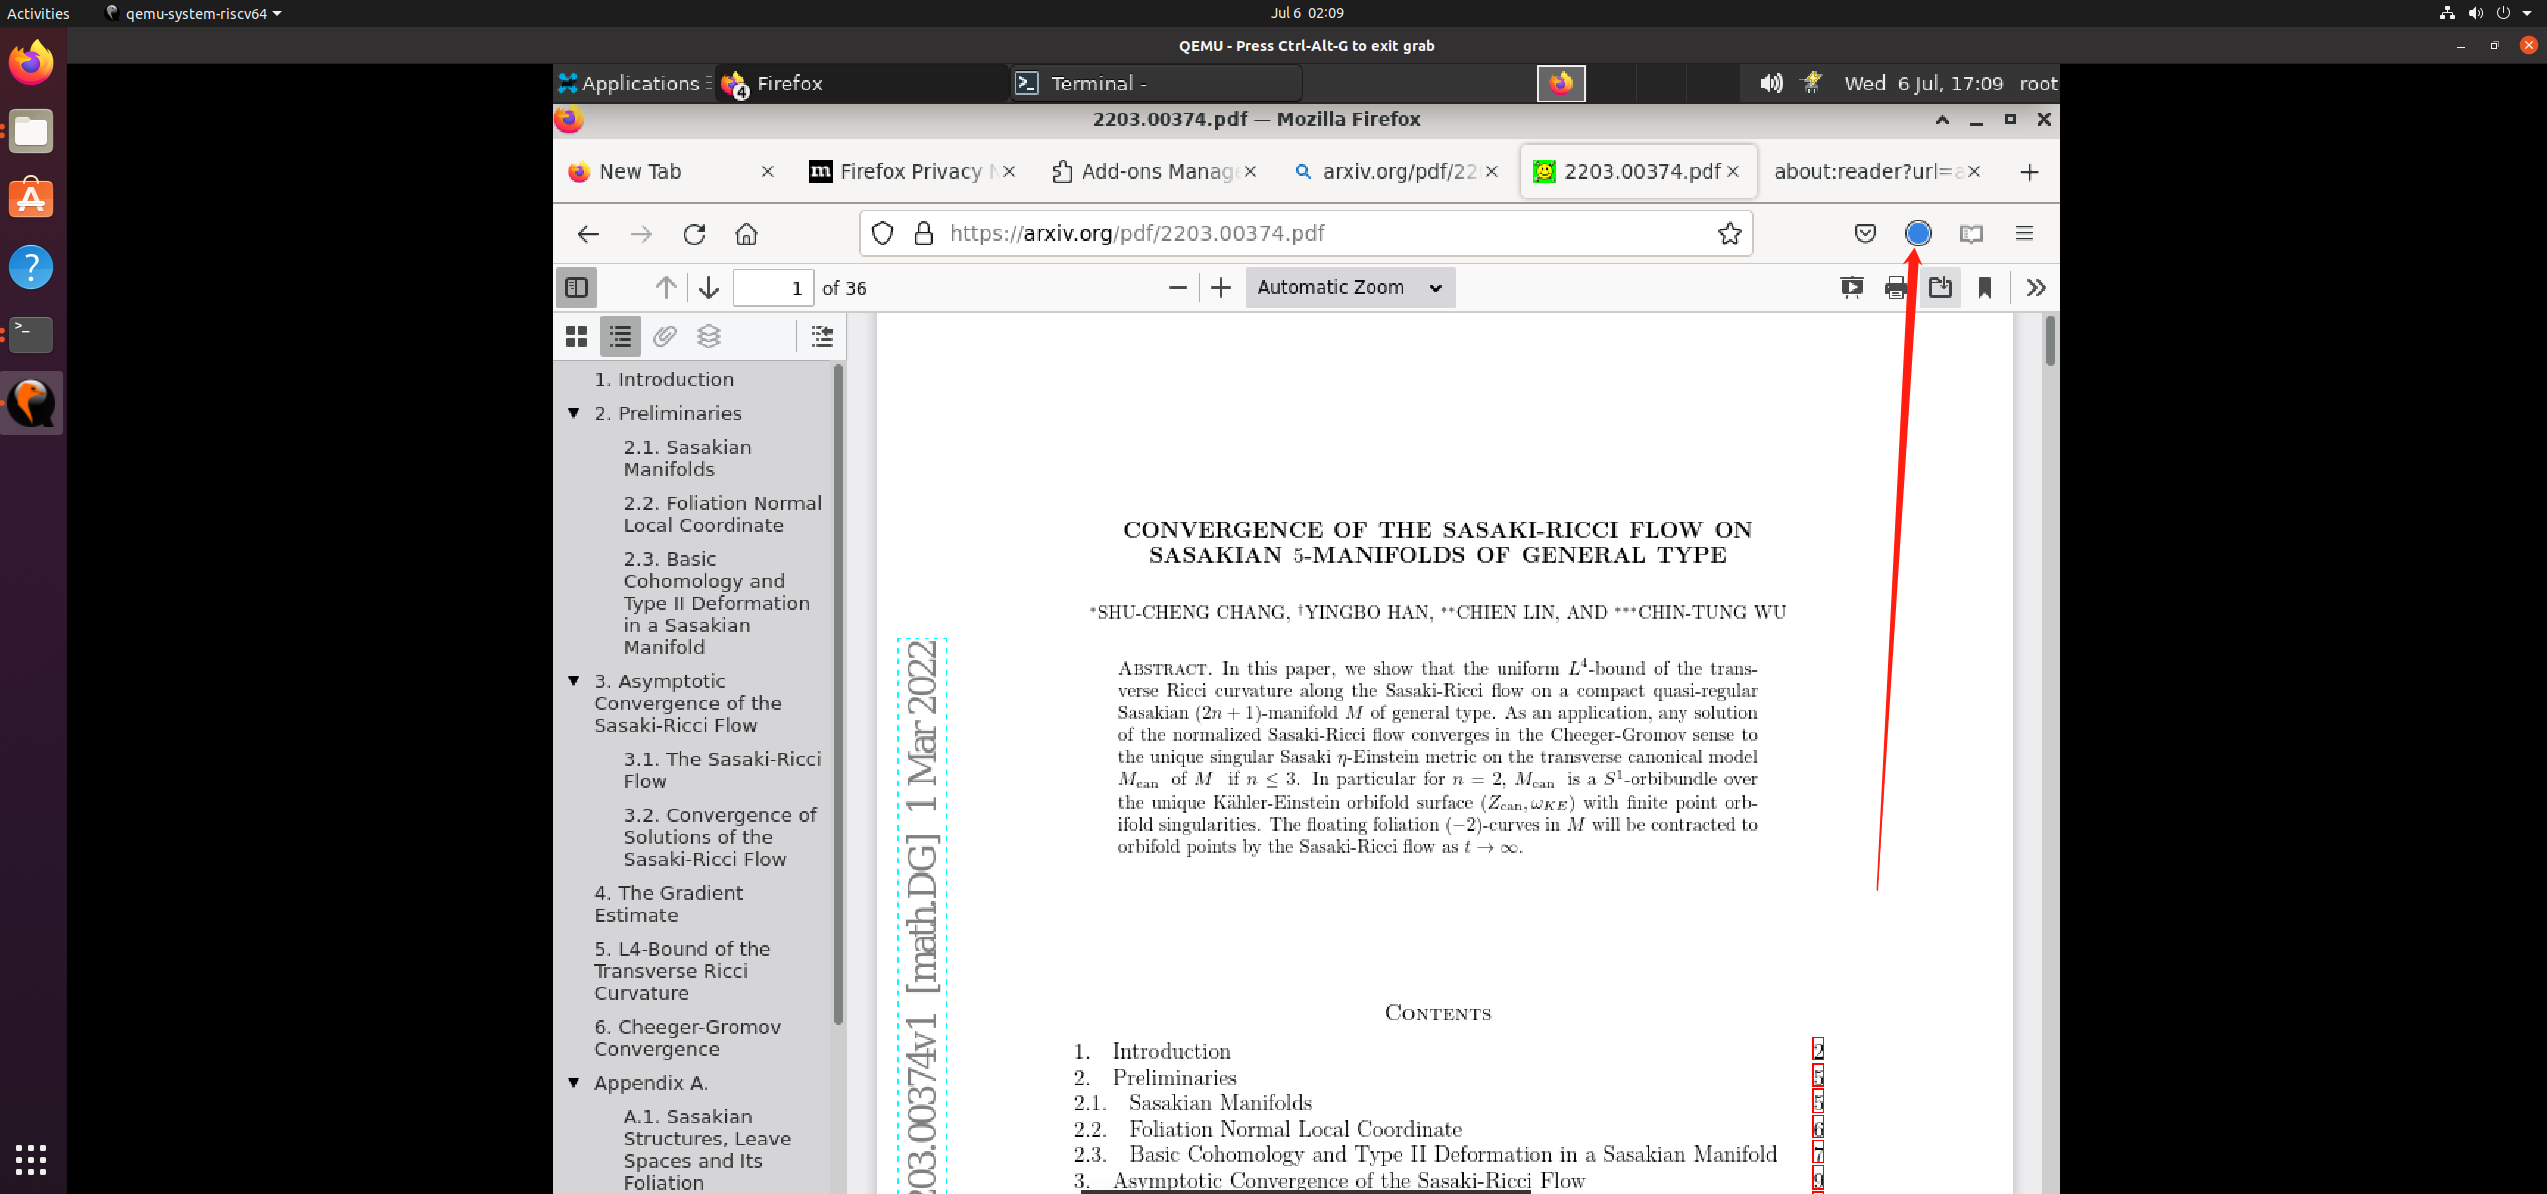 Activities
qemu-system-riscv64
Jul 6 02:09
QEMU - Press Ctrl-Alt-G to exit grab
Applications
4
Firefox
Terminal -
Wed 6 Jul, 17:09
root
2203.00374.pdf — Mozilla Firefox
New Tab
Firefox Privacy
Add-ons Manag
arxiv.org/pdf/22
2203.00374.pdf
about:reader?url=a
https://arxiv.org/pdf/2203.00374.pdf
1 of 36
Automatic Zoom
1. Introduction
2. Preliminaries
2.1. Sasakian
Manifolds
2.2. Foliation Normal
Local Coordinate
2.3. Basic
Cohomology and
Type II Deformation
in a Sasakian
Manifold
3. Asymptotic
Convergence of the
Sasaki-Ricci Flow
3.1. The Sasaki-Ricci
Flow
3.2. Convergence of
Solutions of the
Sasaki-Ricci Flow
4. The Gradient
Estimate
5. L4-Bound of the
Transverse Ricci
Curvature
6. Cheeger-Gromov
Convergence
Appendix A.
A.1. Sasakian
Structures, Leave
Spaces and Its
Foliation
203.00374v1 [math.DG] 1 Mar 2022
CONVERGENCE OF THE SASAKI-RICCI FLOW ON
SASAKIAN 5-MANIFOLDS OF GENERAL TYPE
*SHU-CHENG CHANG, †YINGBO HAN, **CHIEN LIN, AND ***CHIN-TUNG WU
ABSTRACT. In this paper, we show that the uniform L⁴-bound of the trans-
verse Ricci curvature along the Sasaki-Ricci flow on a compact quasi-regular
Sasakian (2n + 1)-manifold M of general type. As an application, any solution
of the normalized Sasaki-Ricci flow converges in the Cheeger-Gromov sense to
the unique singular Sasaki η-Einstein metric on the transverse canonical model
M_can of M if n ≤ 3. In particular for n = 2, M_can is a S¹-orbibundle over
the unique Kähler-Einstein orbifold surface (Z_can, ω_KE) with finite point orb-
ifold singularities. The floating foliation (−2)-curves in M will be contracted to
orbifold points by the Sasaki-Ricci flow as t → ∞.
CONTENTS
1. Introduction 2
2. Preliminaries 5
2.1. Sasakian Manifolds 5
2.2. Foliation Normal Local Coordinate 6
2.3. Basic Cohomology and Type II Deformation in a Sasakian Manifold 7
3. Asymptotic Convergence of the Sasaki-Ricci Flow 9